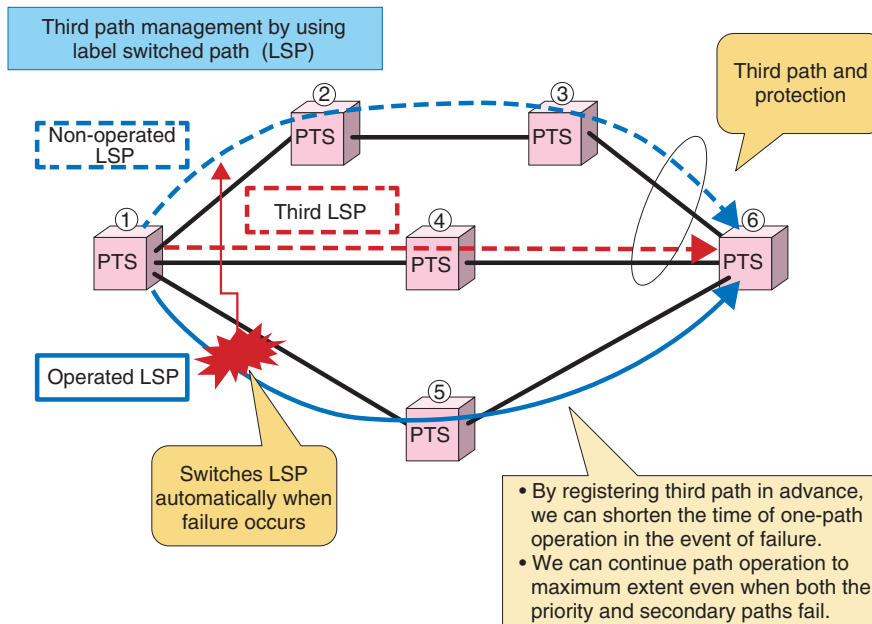 Third path management by using
label switched path (LSP)
Third path and
protection
Non-operated
LSP
②
PTS
③
PTS
Third LSP
①
PTS
④
PTS
⑥
PTS
Operated LSP
⑤
PTS
Switches LSP
automatically when
failure occurs
• By registering third path in advance,
we can shorten the time of one-path
operation in the event of failure.
• We can continue path operation to
maximum extent even when both the
priority and secondary paths fail.